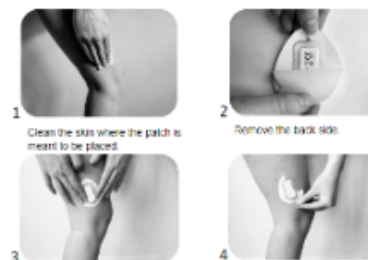 1
2
Clean the skin where the patch is
meant to be placed.
Remove the back side.
3
4